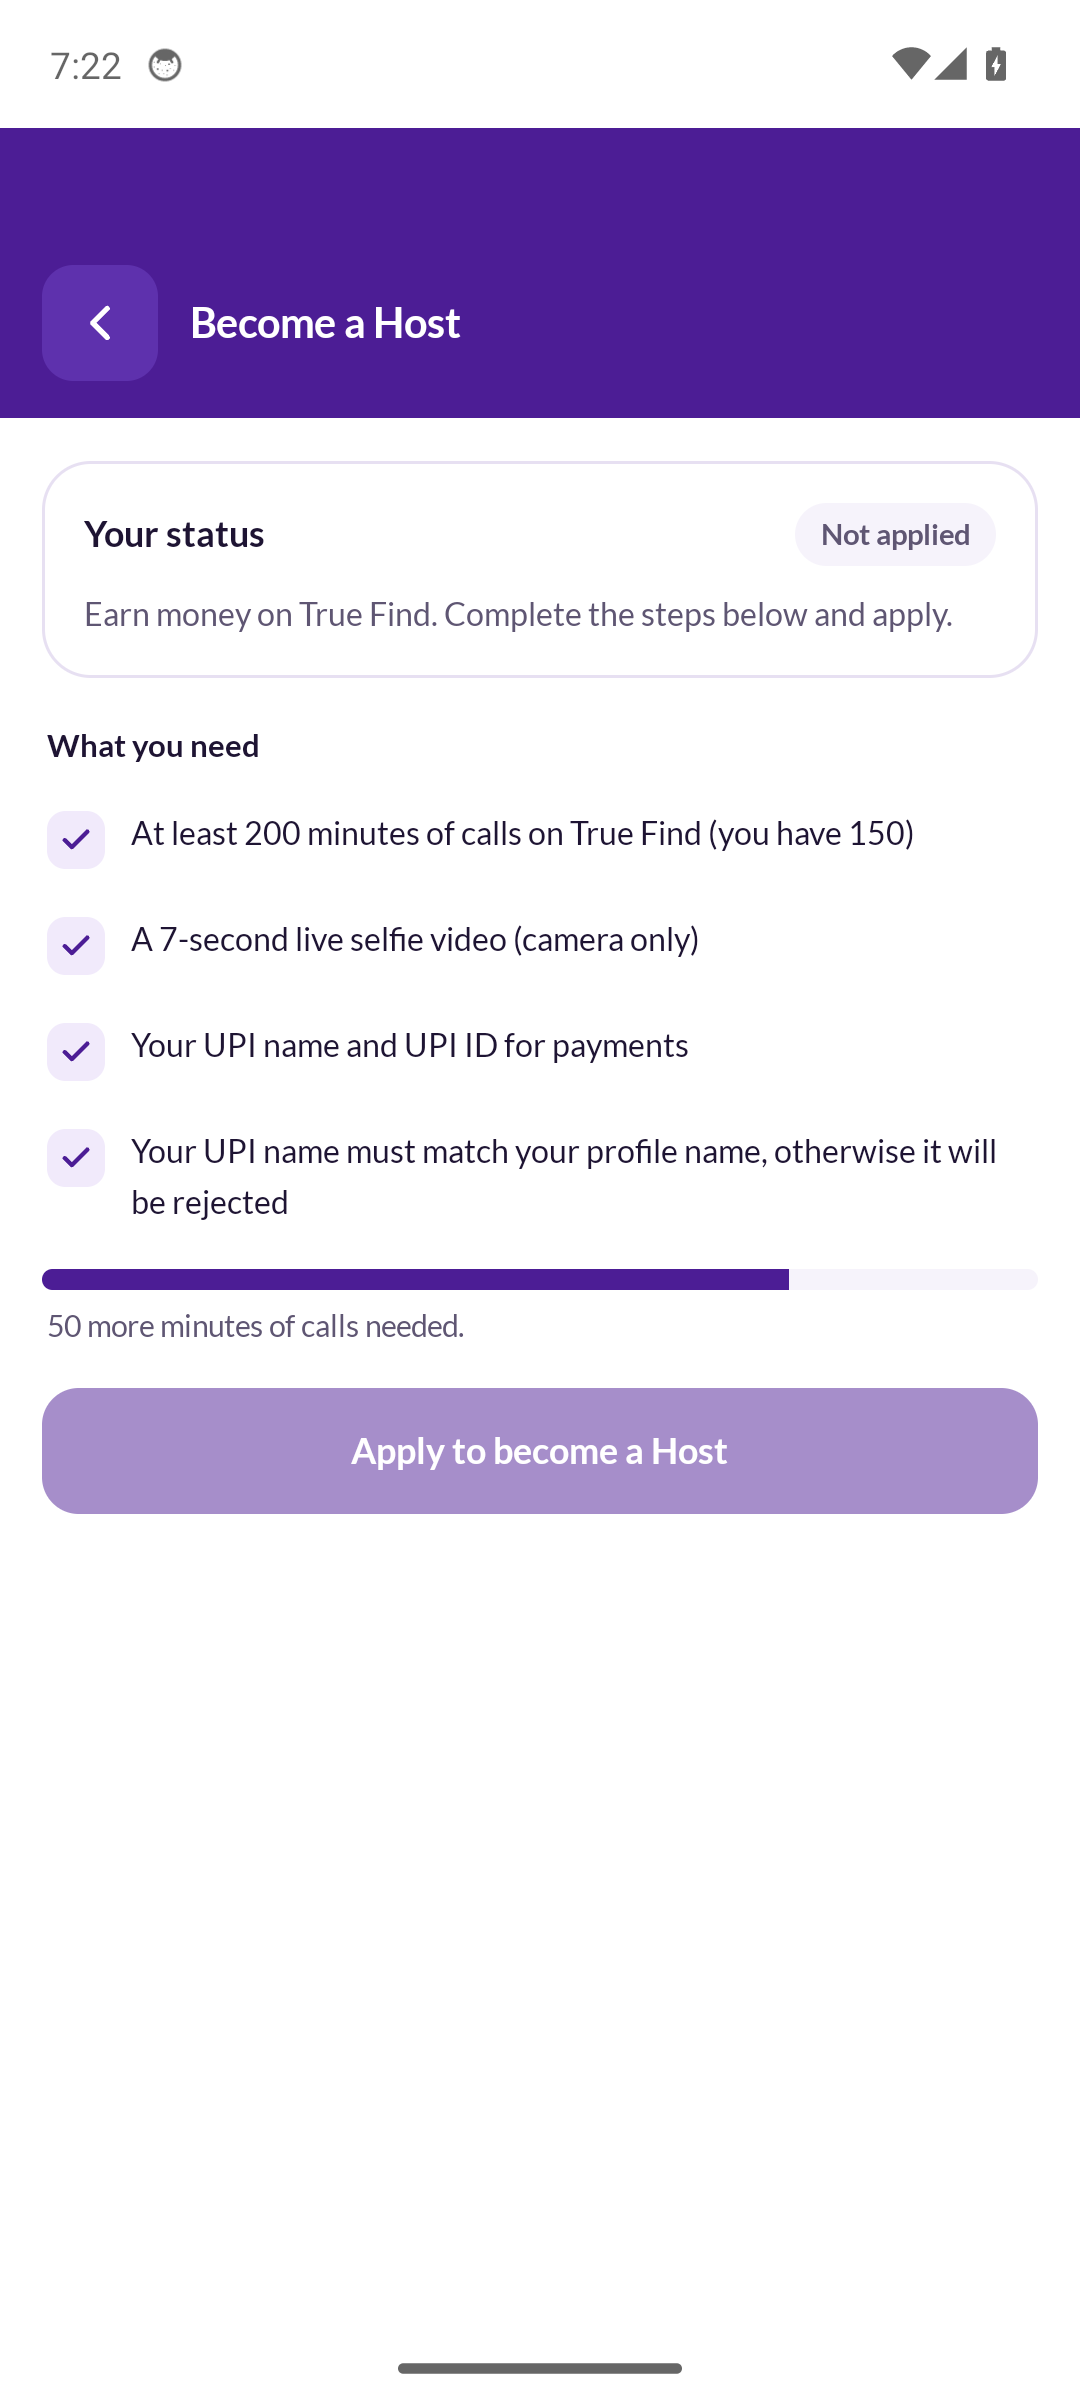 7:22
Become a Host
Your status
Not applied
Earn money on True Find. Complete the steps below and apply.
What you need
At least 200 minutes of calls on True Find (you have 150)
A 7-second live selfie video (camera only)
Your UPI name and UPI ID for payments
Your UPI name must match your profile name, otherwise it will
be rejected
50 more minutes of calls needed.
Apply to become a Host